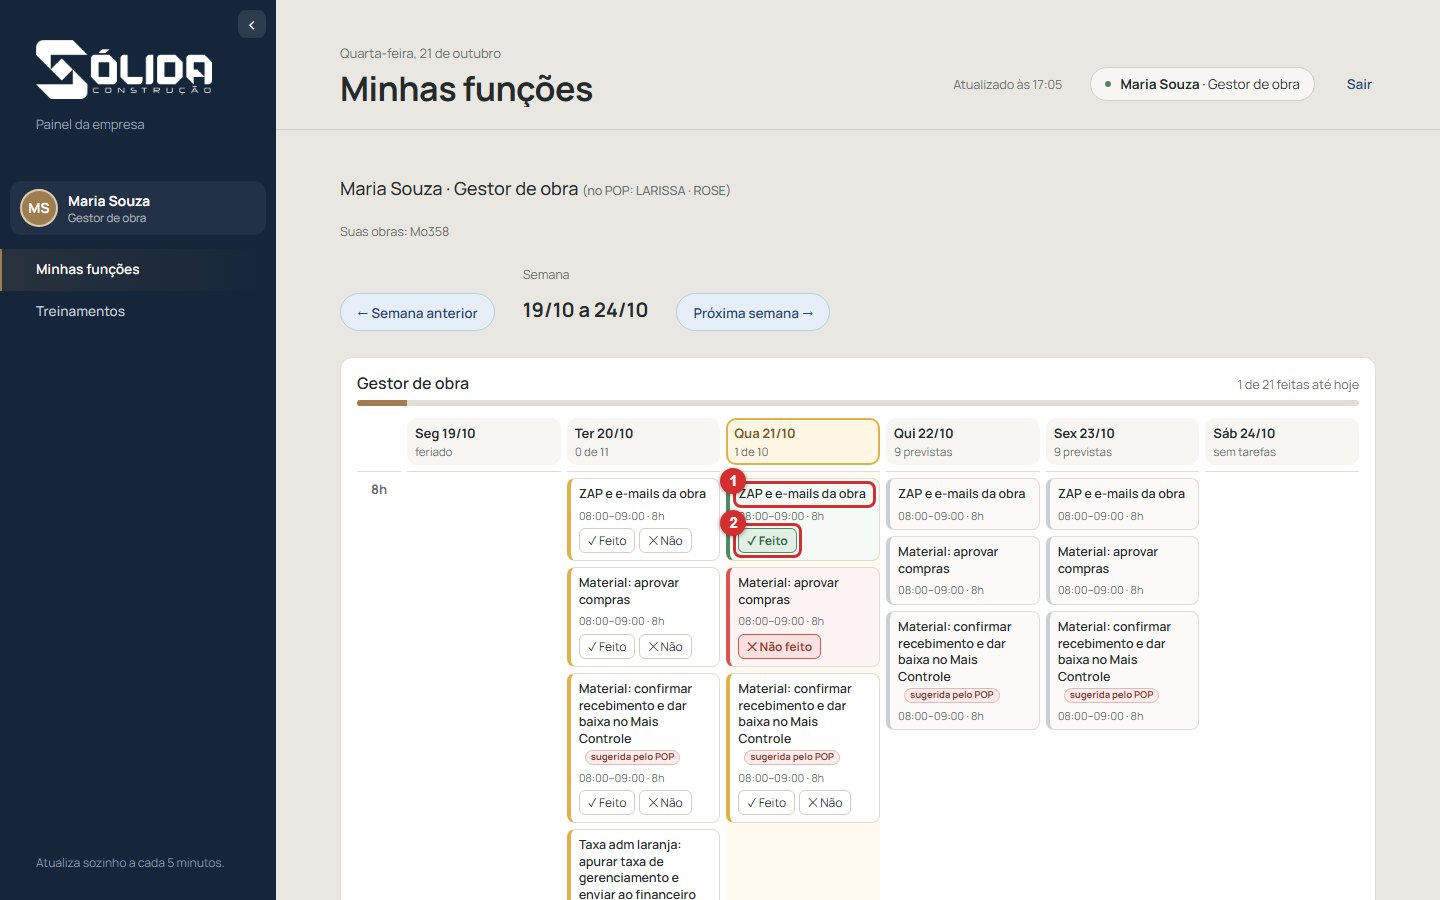 SÓLIDA
CONSTRUÇÃO
Painel da empresa
MS
Maria Souza
Gestor de obra
Minhas funções
Treinamentos
Atualiza sozinho a cada 5 minutos.
Quarta-feira, 21 de outubro
Minhas funções
Atualizado às 17:05
Maria Souza · Gestor de obra
Sair
Maria Souza · Gestor de obra (no POP: LARISSA · ROSE)
Suas obras: Mo358
← Semana anterior
Semana
19/10 a 24/10
Próxima semana →
Gestor de obra
1 de 21 feitas até hoje
Seg 19/10
feriado
Ter 20/10
0 de 11
Qua 21/10
1 de 10
Qui 22/10
9 previstas
Sex 23/10
9 previstas
Sáb 24/10
sem tarefas
8h
ZAP e e-mails da obra
08:00–09:00 · 8h
✓ Feito
✕ Não
Material: aprovar
compras
08:00–09:00 · 8h
✓ Feito
✕ Não
Material: confirmar
recebimento e dar
baixa no Mais
Controle
sugerida pelo POP
08:00–09:00 · 8h
✓ Feito
✕ Não
Taxa adm laranja:
apurar taxa de
gerenciamento e
enviar ao financeiro
1
ZAP e e-mails da obra
08:00–09:00 · 8h
2
✓ Feito
Material: aprovar
compras
08:00–09:00 · 8h
✕ Não feito
Material: confirmar
recebimento e dar
baixa no Mais
Controle
sugerida pelo POP
08:00–09:00 · 8h
✓ Feito
✕ Não
ZAP e e-mails da obra
08:00–09:00 · 8h
Material: aprovar
compras
08:00–09:00 · 8h
Material: confirmar
recebimento e dar
baixa no Mais
Controle
sugerida pelo POP
08:00–09:00 · 8h
ZAP e e-mails da obra
08:00–09:00 · 8h
Material: aprovar
compras
08:00–09:00 · 8h
Material: confirmar
recebimento e dar
baixa no Mais
Controle
sugerida pelo POP
08:00–09:00 · 8h